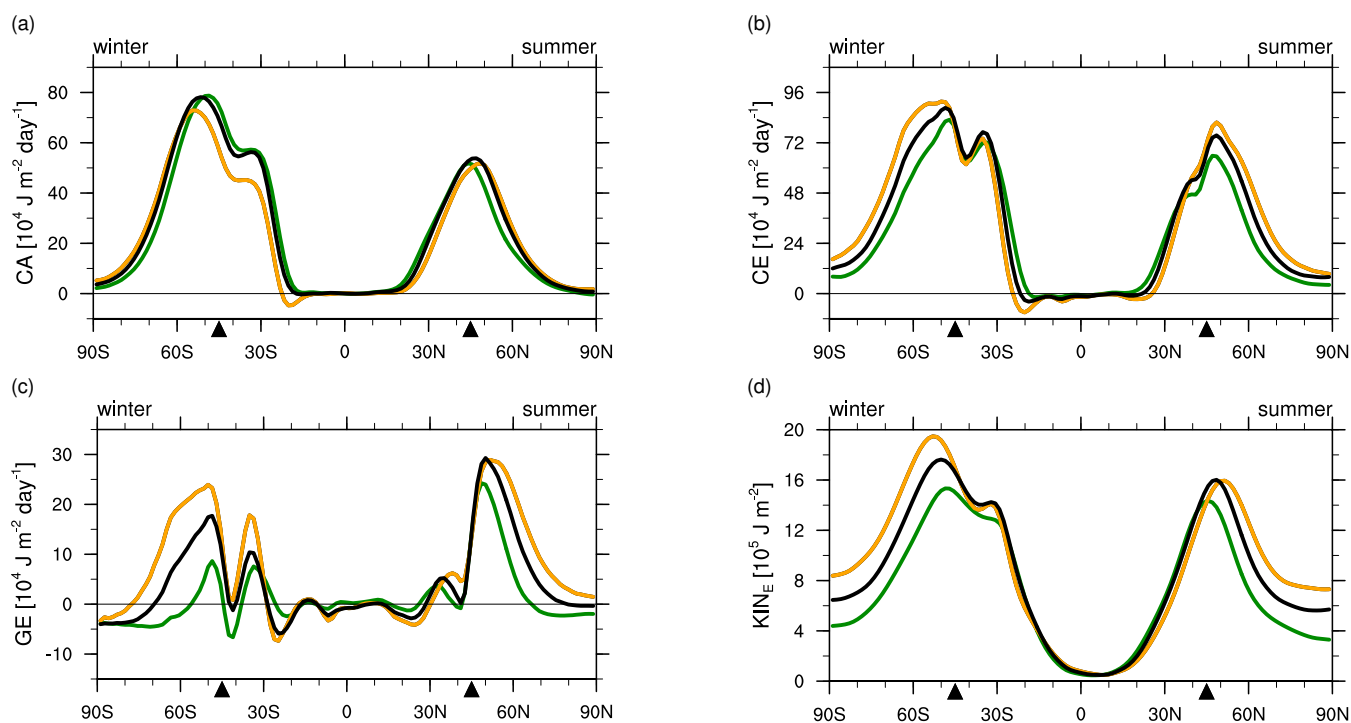 (a)
winter summer
CA [10⁴ J m⁻² day⁻¹]
80
60
40
20
0
90S 60S 30S 0 30N 60N 90N
(b)
winter summer
CE [10⁴ J m⁻² day⁻¹]
96
72
48
24
0
90S 60S 30S 0 30N 60N 90N
(c)
winter summer
GE [10⁴ J m⁻² day⁻¹]
30
20
10
0
-10
90S 60S 30S 0 30N 60N 90N
(d)
winter summer
KIN_E [10⁵ J m⁻²]
20
16
12
8
4
0
90S 60S 30S 0 30N 60N 90N